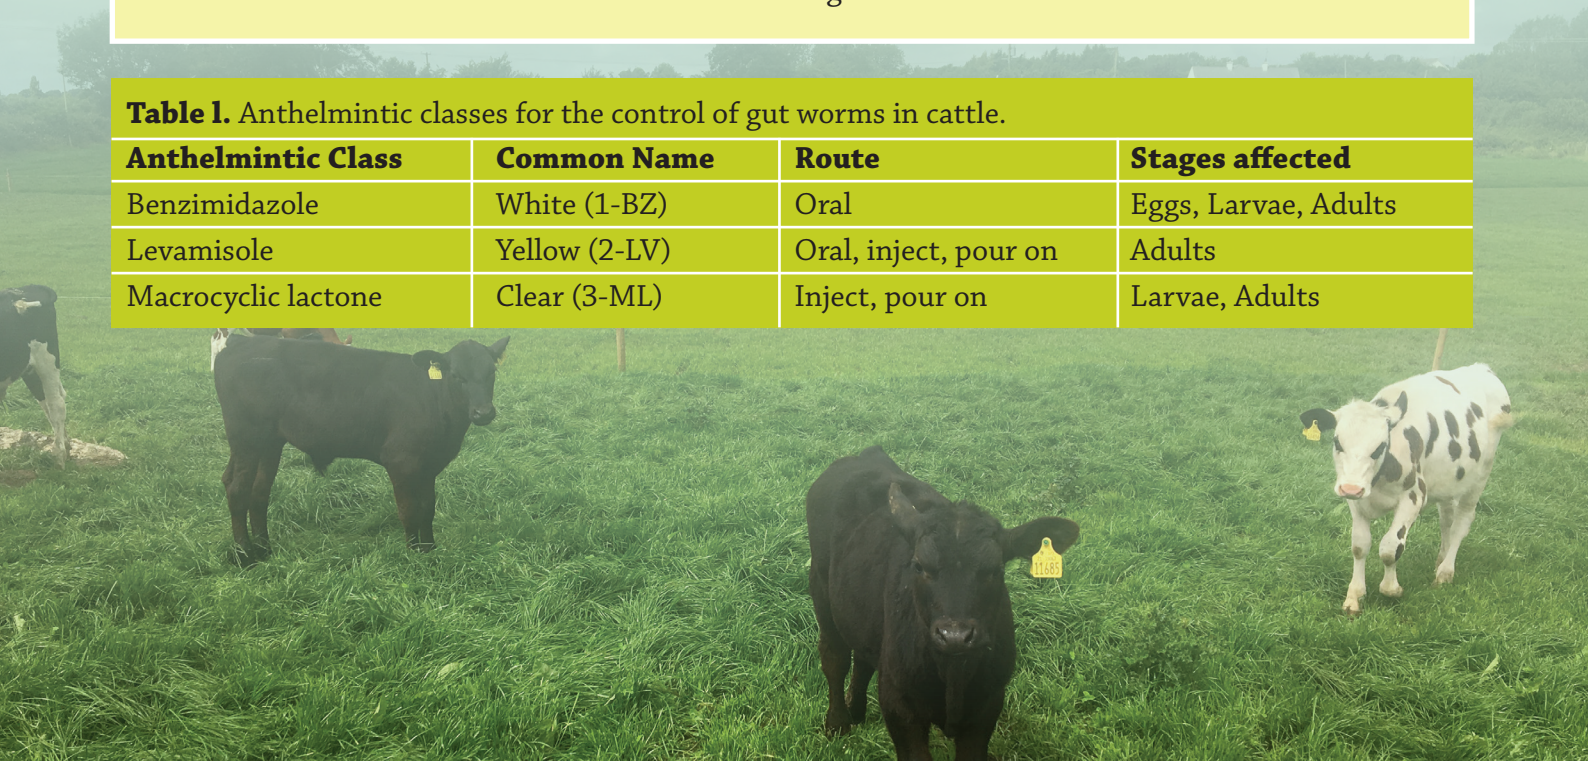 Table 1. Anthelmintic classes for the control of gut worms in cattle.
Anthelmintic Class Common Name Route Stages affected
Benzimidazole White (1-BZ) Oral Eggs, Larvae, Adults
Levamisole Yellow (2-LV) Oral, inject, pour on Adults
Macrocyclic lactone Clear (3-ML) Inject, pour on Larvae, Adults
11685